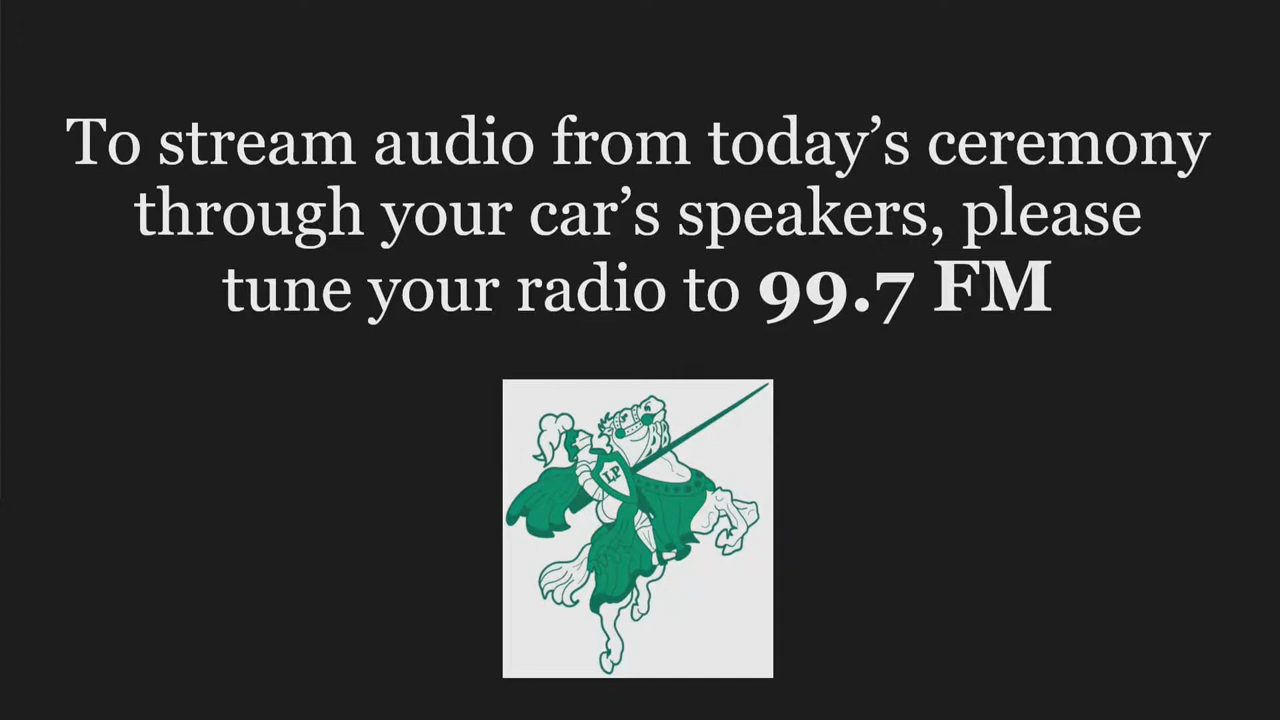 To stream audio from today’s ceremony
through your car’s speakers, please
tune your radio to 99.7 FM
LP